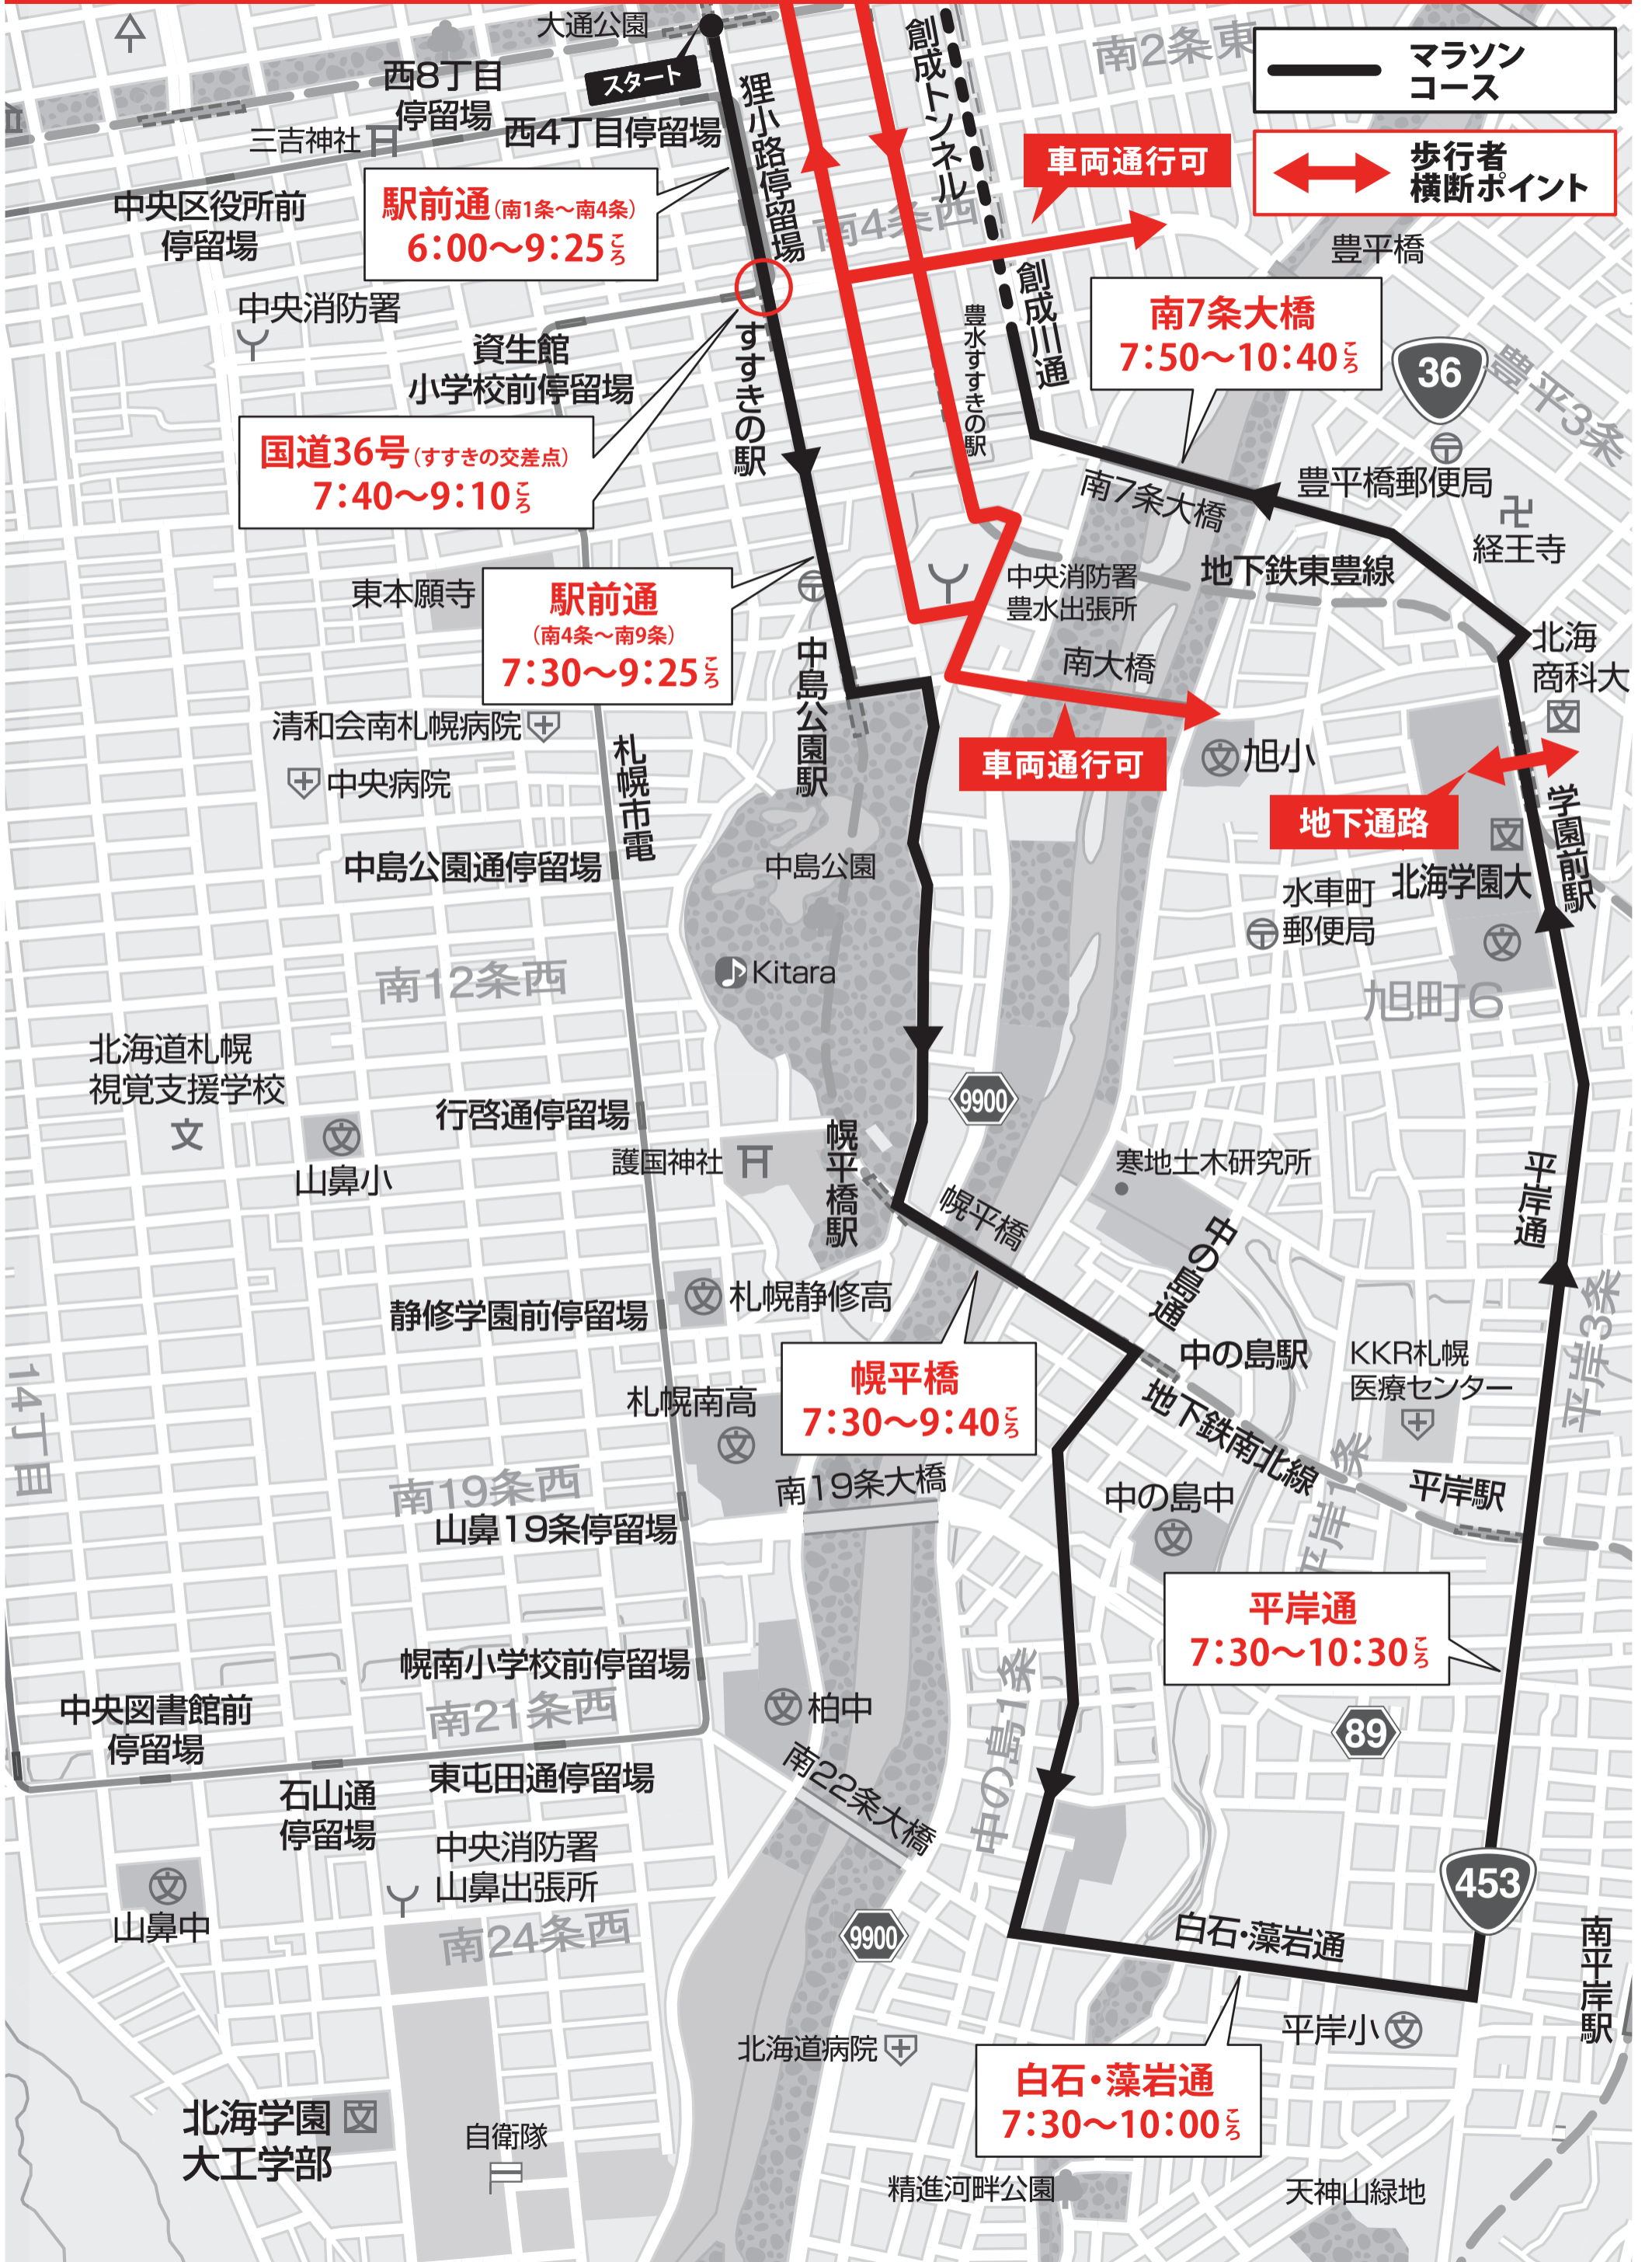 大通公園
スタート
西8丁目
停留場
西4丁目停留場
三吉神社
狸小路停留場
創成トンネル
南2条東
マラソン
コース
歩行者
横断ポイント
車両通行可
中央区役所前
停留場
駅前通(南1条〜南4条)
6:00〜9:25ころ
南4条西
豊平橋
中央消防署
創成川通
豊水すすきの駅
南7条大橋
7:50〜10:40ころ
36
豊平3条
資生館
小学校前停留場
すすきの駅
国道36号(すすきの交差点)
7:40〜9:10ころ
南7条大橋
豊平橋郵便局
経王寺
地下鉄東豊線
東本願寺
駅前通
(南4条〜南9条)
7:30〜9:25ころ
中央消防署
豊水出張所
中島公園駅
南大橋
北海
商科大
清和会南札幌病院
中央病院
札幌市電
車両通行可
旭小
地下通路
学園前駅
中島公園通停留場
中島公園
北海学園大
水車町
郵便局
南12条西
Kitara
旭町6
北海道札幌
視覚支援学校
文
山鼻小
行啓通停留場
9900
護国神社
幌平橋駅
幌平橋
寒地土木研究所
中の島通
平岸通
静修学園前停留場
札幌静修高
14丁目
幌平橋
7:30〜9:40ころ
中の島駅
KKR札幌
医療センター
平岸3条
札幌南高
地下鉄南北線
平岸1条
平岸駅
南19条西
南19条大橋
中の島中
山鼻19条停留場
平岸通
7:30〜10:30ころ
幌南小学校前停留場
中央図書館前
停留場
南21条西
柏中
中の島1条
89
石山通
停留場
東屯田通停留場
南22条大橋
中央消防署
山鼻出張所
山鼻中
南24条西
9900
453
白石・藻岩通
南平岸駅
平岸小
北海道病院
白石・藻岩通
7:30〜10:00ころ
北海学園
大工学部
自衛隊
精進河畔公園
天神山緑地